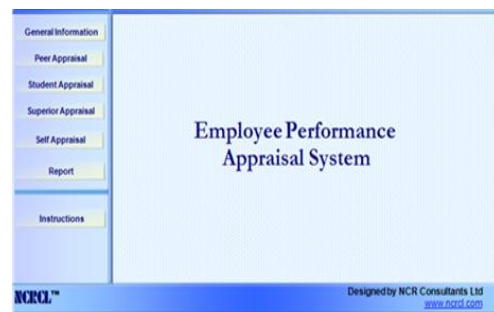 General Information
Peer Appraisal
Student Appraisal
Superior Appraisal
Self Appraisal
Report
Instructions
Employee Performance
Appraisal System
NCRCL™
Designed by NCR Consultants Ltd
www.ncrcl.com